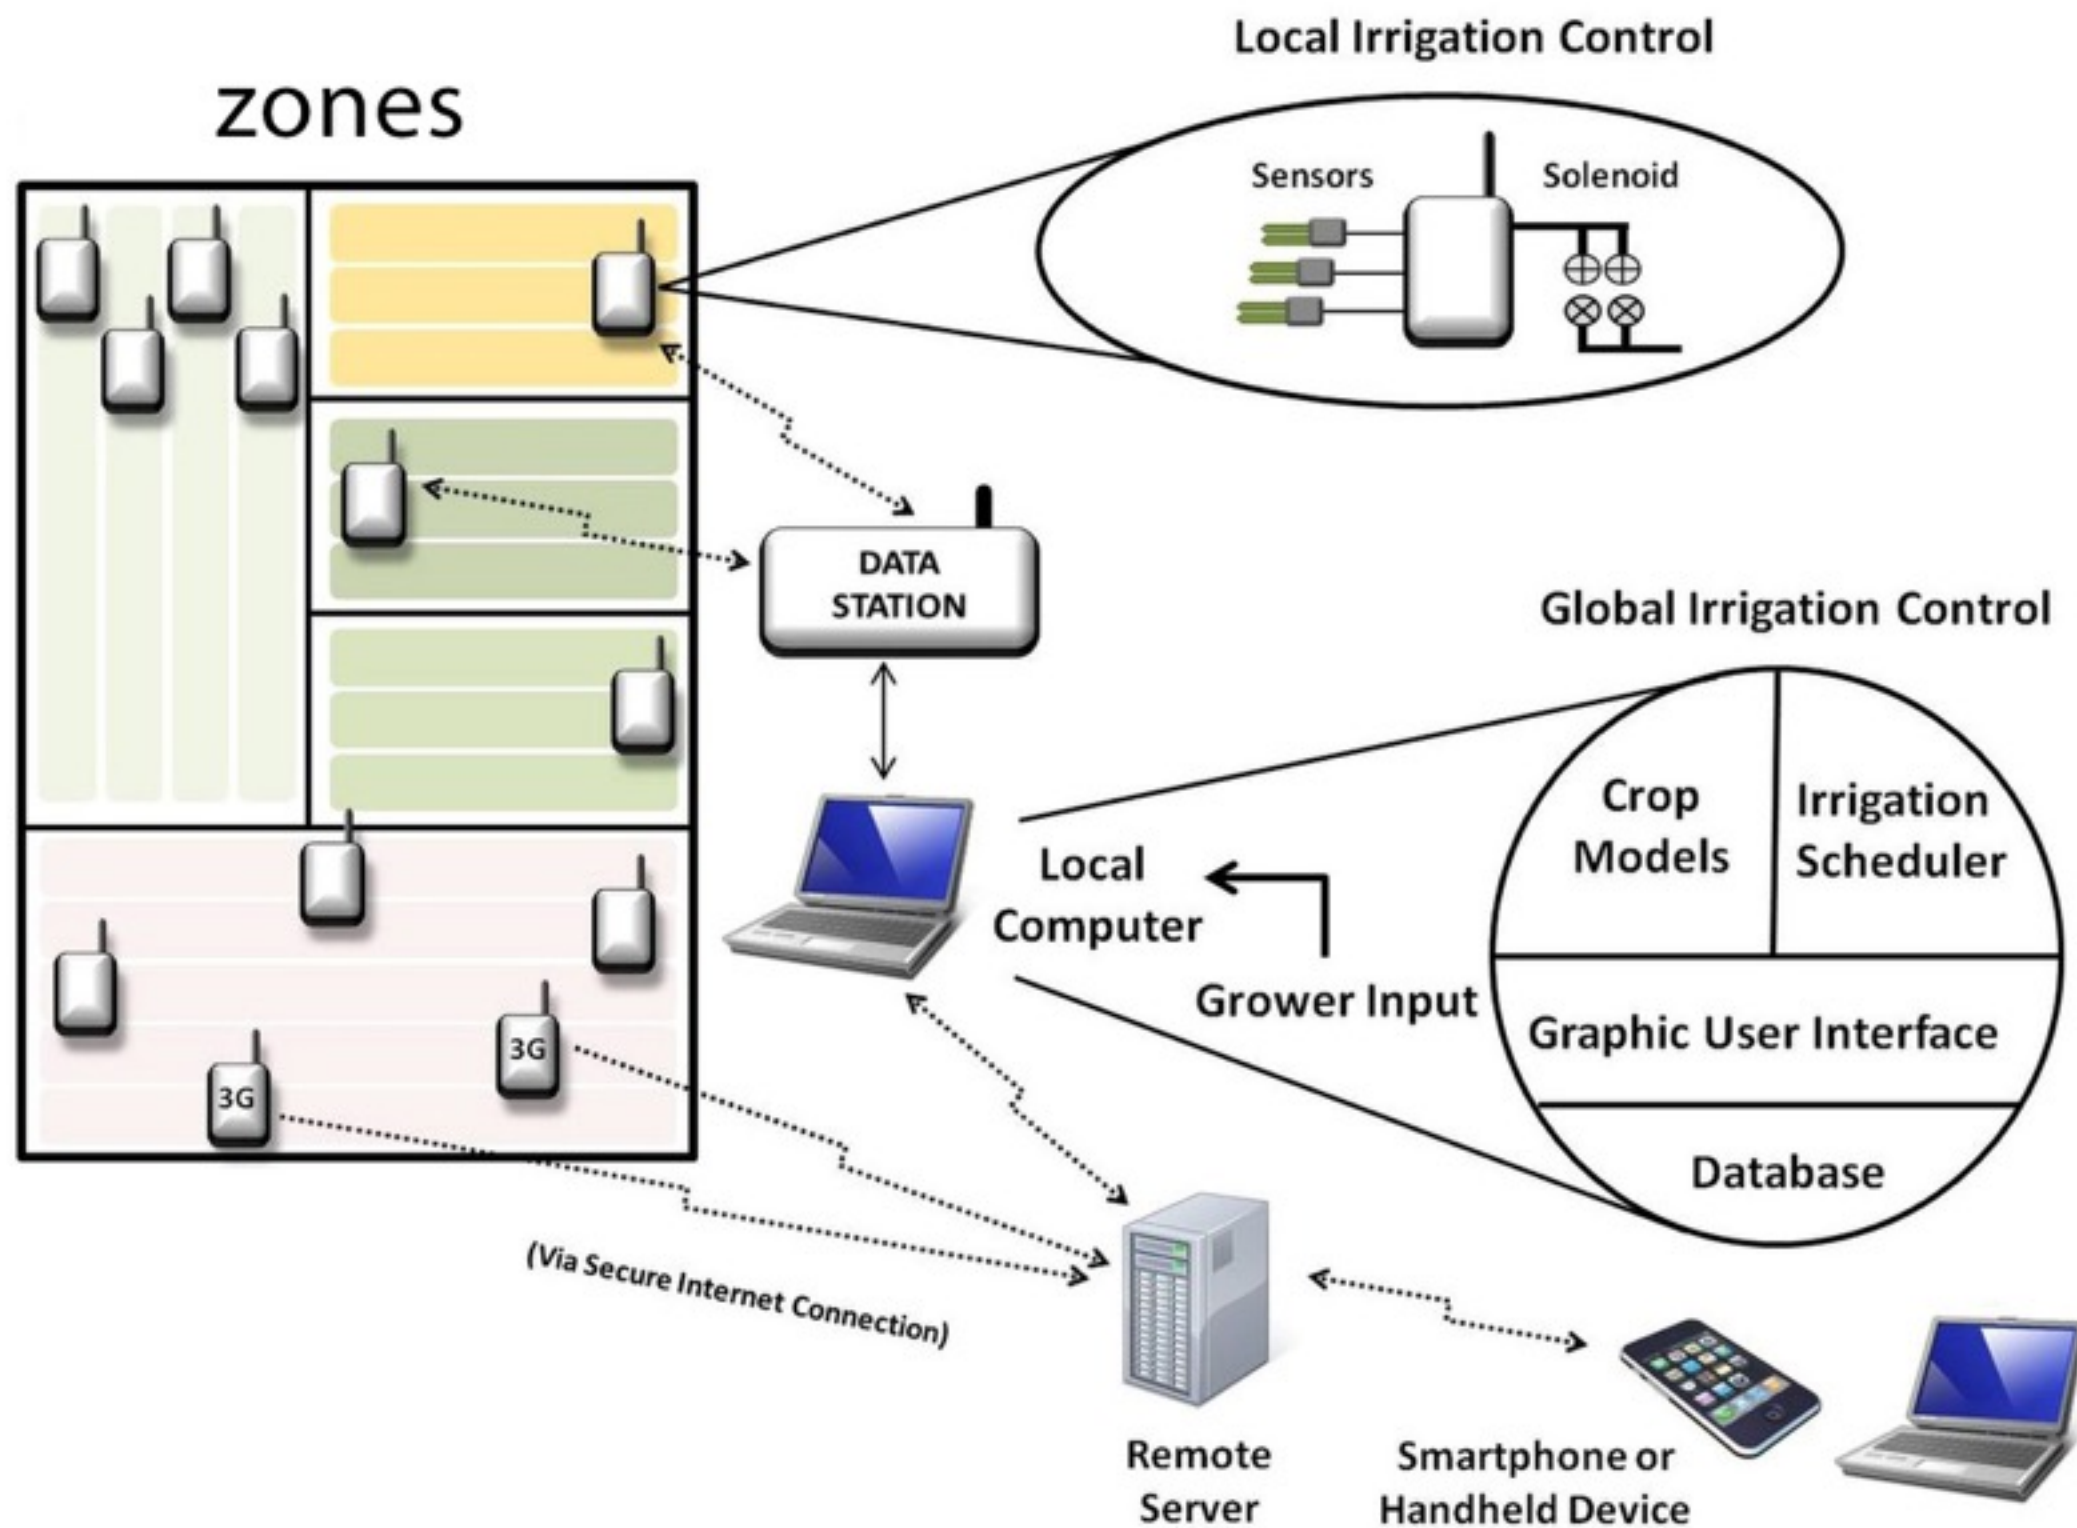 Local Irrigation Control
zones
Sensors
Solenoid
DATA
STATION
Global Irrigation Control
Crop
Models
Irrigation
Scheduler
Local
Computer
Grower Input
Graphic User Interface
Database
3G
3G
(Via Secure Internet Connection)
Remote
Server
Smartphone or
Handheld Device